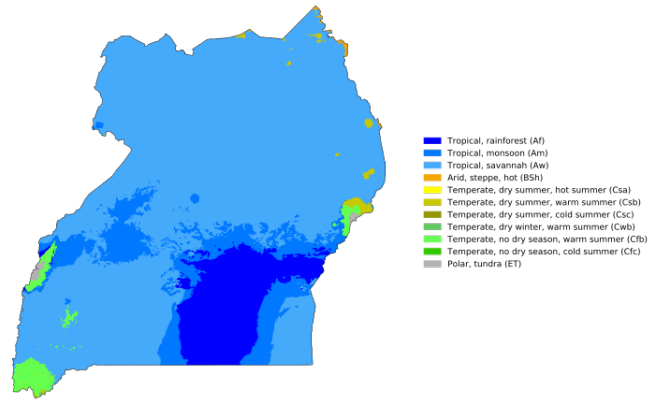 Tropical, rainforest (Af)
Tropical, monsoon (Am)
Tropical, savannah (Aw)
Arid, steppe, hot (BSh)
Temperate, dry summer, hot summer (Csa)
Temperate, dry summer, warm summer (Csb)
Temperate, dry summer, cold summer (Csc)
Temperate, dry winter, warm summer (Cwb)
Temperate, no dry season, warm summer (Cfb)
Temperate, no dry season, cold summer (Cfc)
Polar, tundra (ET)